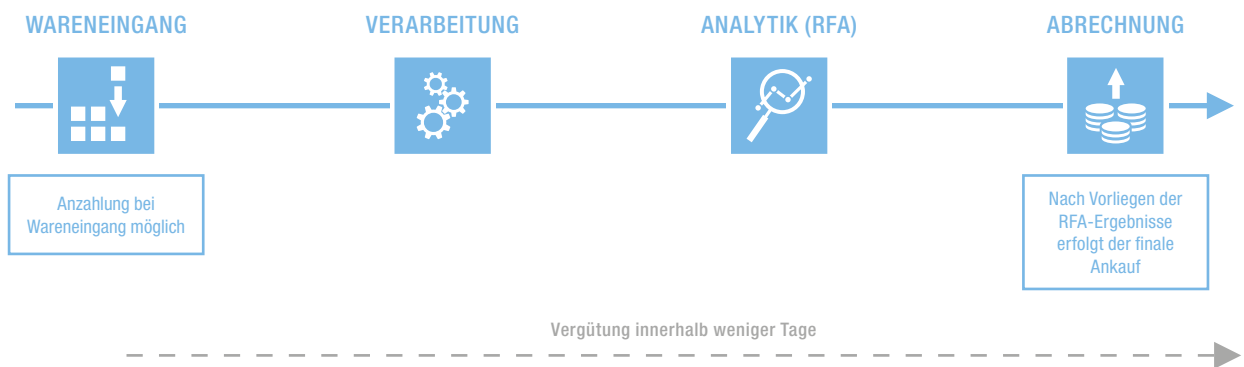 WARENEINGANG
VERARBEITUNG
ANALYTIK (RFA)
ABRECHNUNG
Anzahlung bei
Wareneingang möglich
Nach Vorliegen der
RFA-Ergebnisse
erfolgt der finale
Ankauf
Vergütung innerhalb weniger Tage